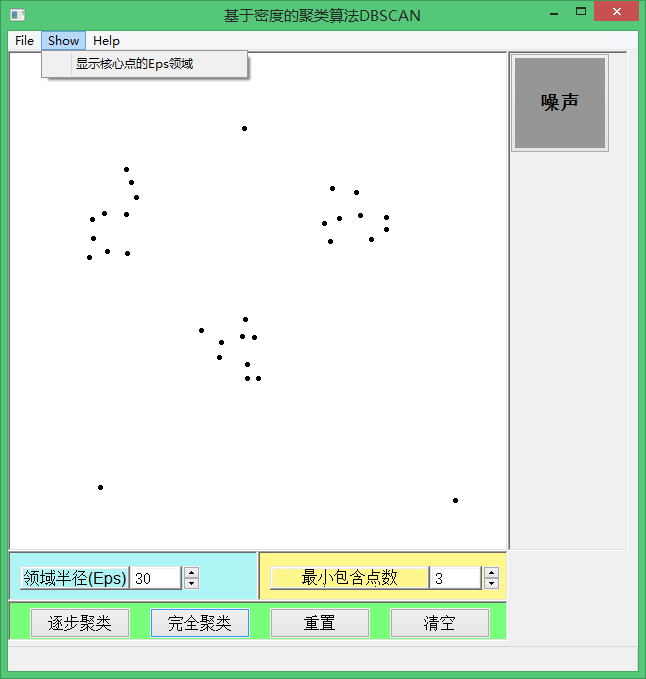 基于密度的聚类算法DBSCAN
File Show Help
显示核心点的Eps领域
噪声
领域半径(Eps) 30 最小包含点数 3
逐步聚类 完全聚类 重置 清空